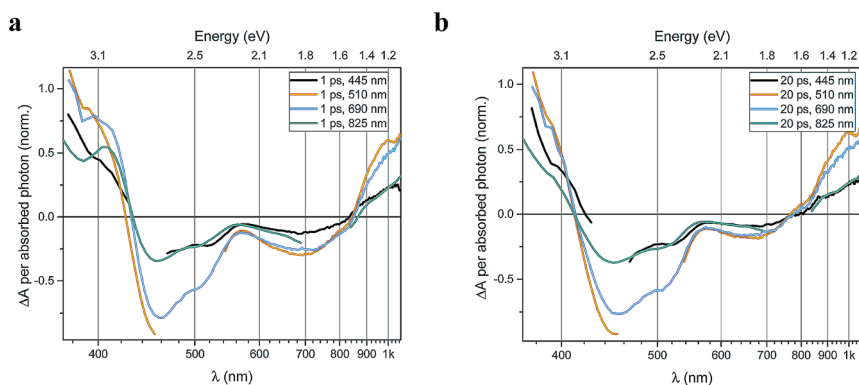 a
Energy (eV)
3.1 2.5 2.1 1.8 1.6 1.4 1.2
1 ps, 445 nm
1 ps, 510 nm
1 ps, 690 nm
1 ps, 825 nm
ΔA per absorbed photon (norm.)
1.0
0.5
0.0
-0.5
400 500 600 700 800 900 1k
λ (nm)
b
Energy (eV)
3.1 2.5 2.1 1.8 1.6 1.4 1.2
20 ps, 445 nm
20 ps, 510 nm
20 ps, 690 nm
20 ps, 825 nm
ΔA per absorbed photon (norm.)
1.0
0.5
0.0
-0.5
400 500 600 700 800 900 1k
λ (nm)